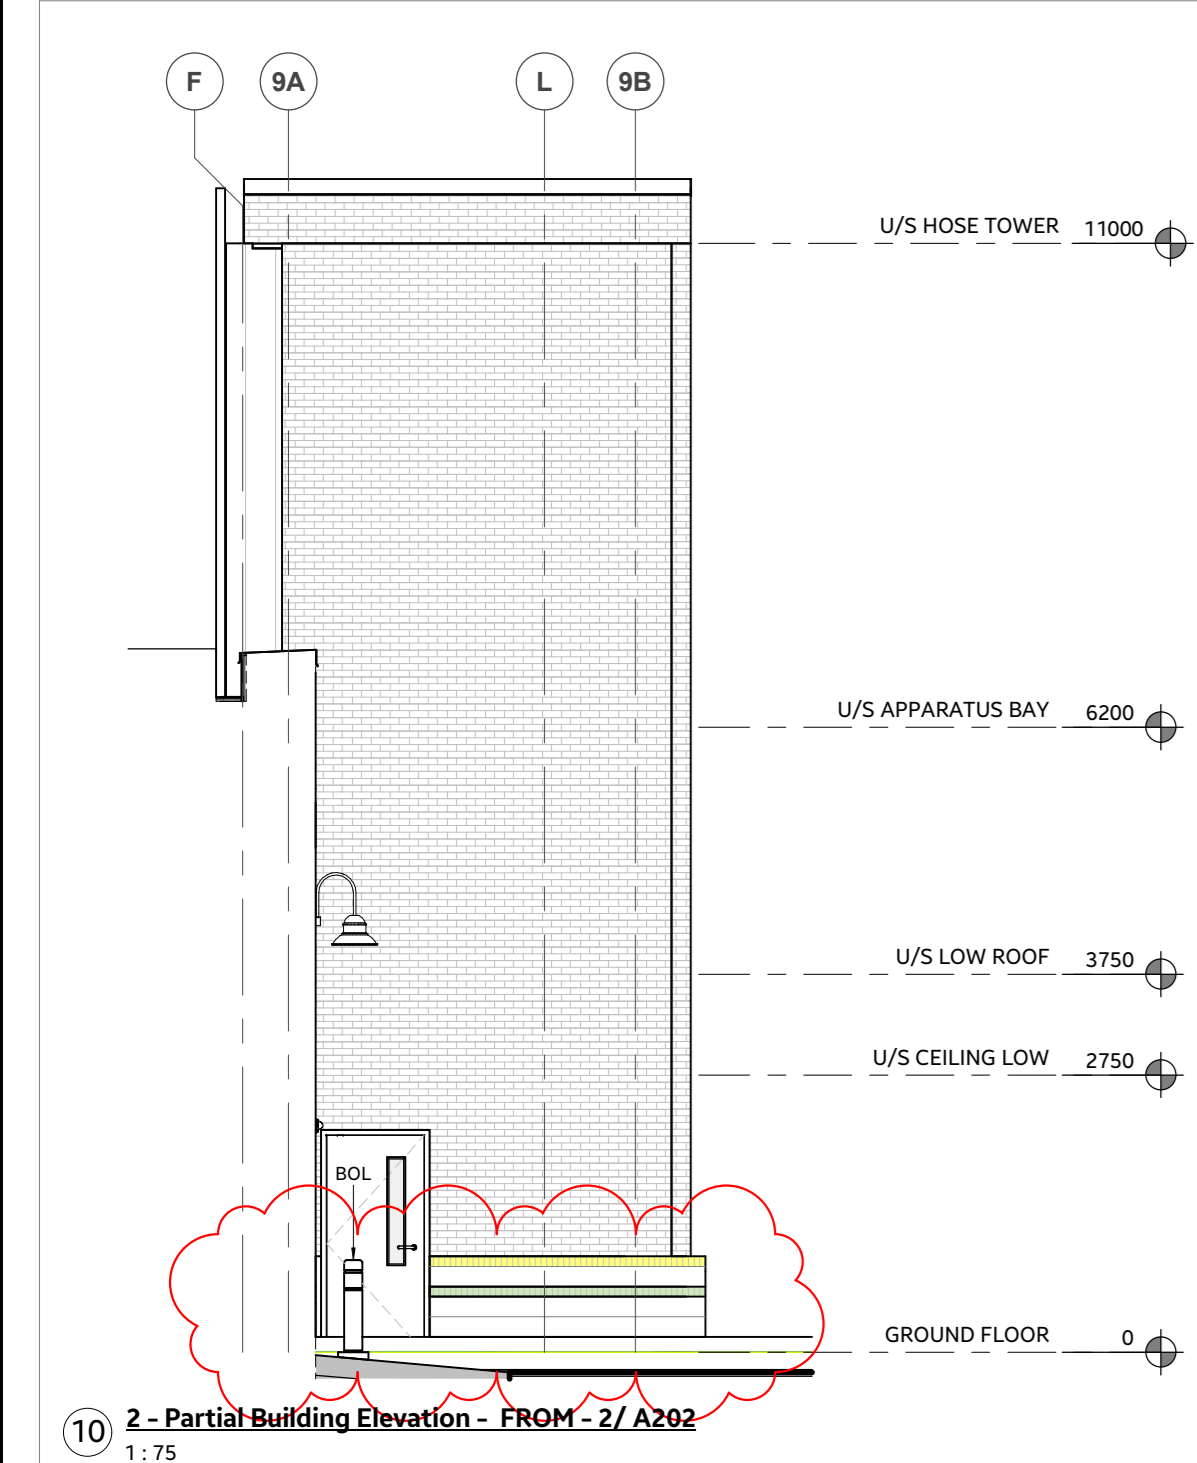 F 9A L 9B
U/S HOSE TOWER 11000
U/S APPARATUS BAY 6200
U/S LOW ROOF 3750
U/S CEILING LOW 2750
BOL
GROUND FLOOR 0
10 2 - Partial Building Elevation - FROM - 2/ A202
1 : 75